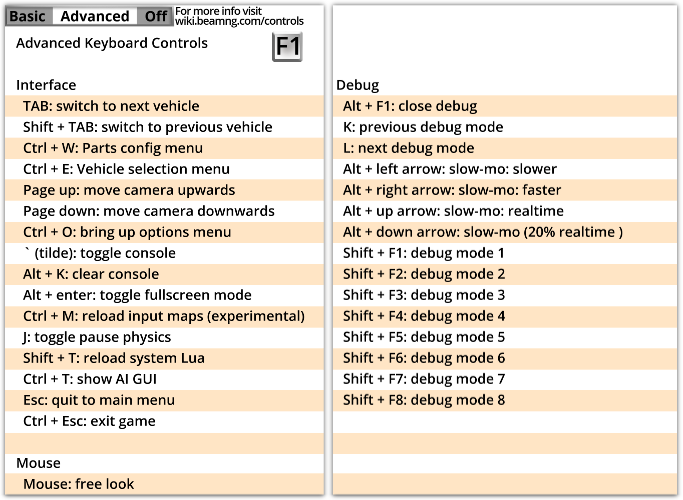 Basic Advanced Off For more info visit
wiki.beamng.com/controls
Advanced Keyboard Controls F1
Interface
TAB: switch to next vehicle
Shift + TAB: switch to previous vehicle
Ctrl + W: Parts config menu
Ctrl + E: Vehicle selection menu
Page up: move camera upwards
Page down: move camera downwards
Ctrl + O: bring up options menu
` (tilde): toggle console
Alt + K: clear console
Alt + enter: toggle fullscreen mode
Ctrl + M: reload input maps (experimental)
J: toggle pause physics
Shift + T: reload system Lua
Ctrl + T: show AI GUI
Esc: quit to main menu
Ctrl + Esc: exit game
Mouse
Mouse: free look
Debug
Alt + F1: close debug
K: previous debug mode
L: next debug mode
Alt + left arrow: slow-mo: slower
Alt + right arrow: slow-mo: faster
Alt + up arrow: slow-mo: realtime
Alt + down arrow: slow-mo (20% realtime )
Shift + F1: debug mode 1
Shift + F2: debug mode 2
Shift + F3: debug mode 3
Shift + F4: debug mode 4
Shift + F5: debug mode 5
Shift + F6: debug mode 6
Shift + F7: debug mode 7
Shift + F8: debug mode 8